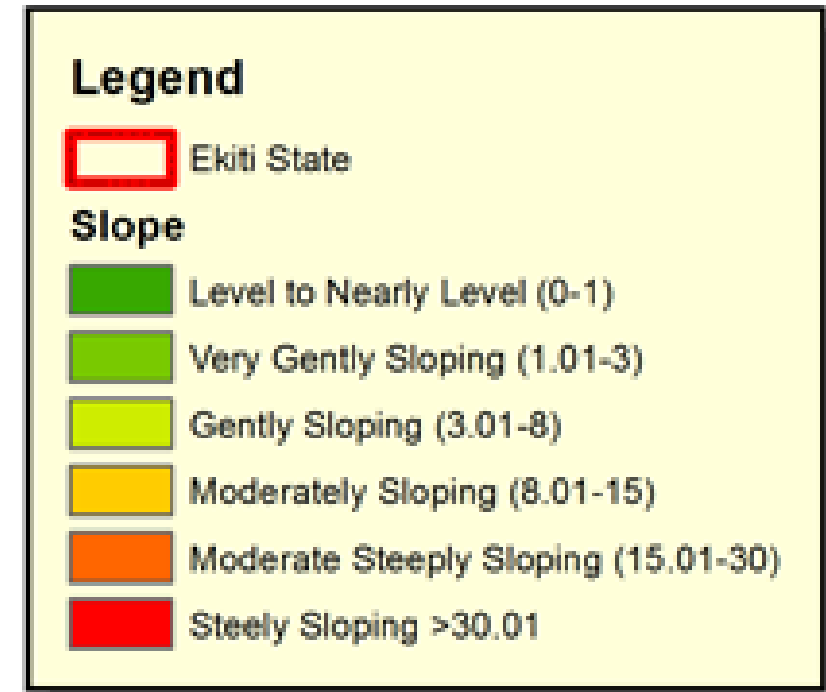 Legend
Ekiti State
Slope
Level to Nearly Level (0-1)
Very Gently Sloping (1.01-3)
Gently Sloping (3.01-8)
Moderately Sloping (8.01-15)
Moderate Steeply Sloping (15.01-30)
Steely Sloping >30.01